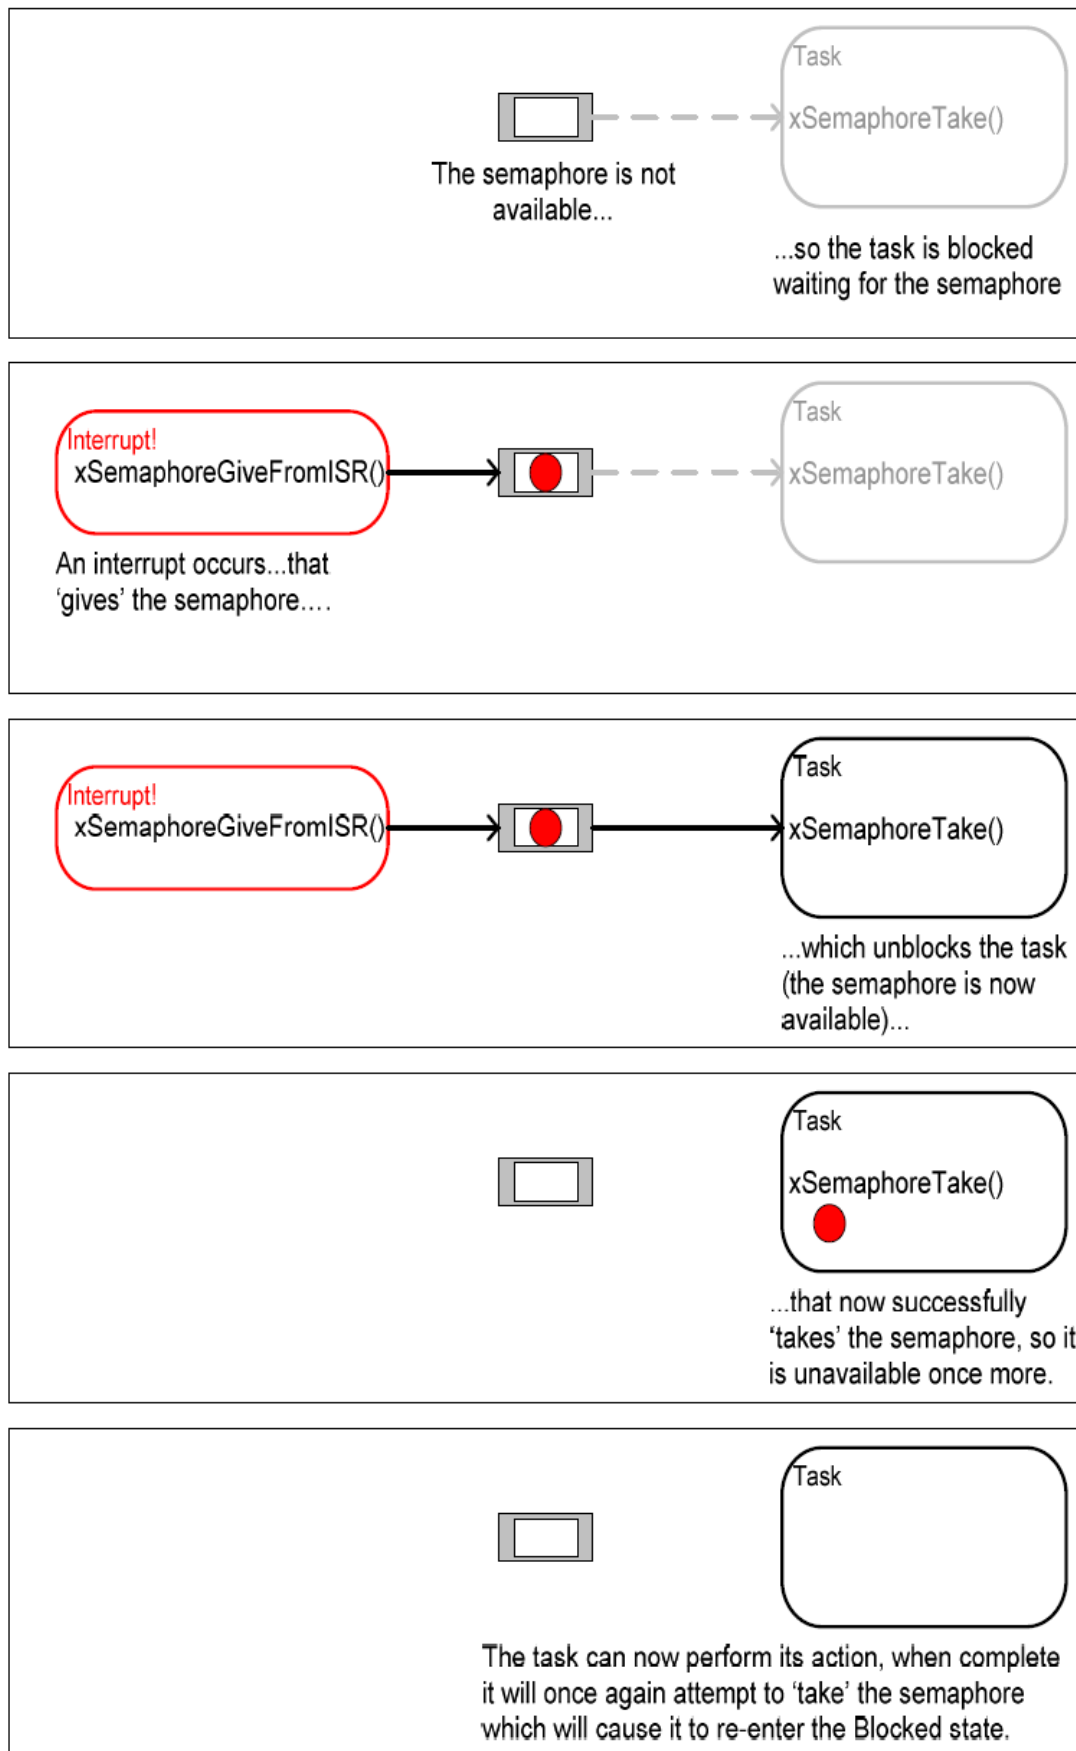 Task
xSemaphoreTake()
The semaphore is not
available...
...so the task is blocked
waiting for the semaphore
Interrupt!
xSemaphoreGiveFromISR()
Task
xSemaphoreTake()
An interrupt occurs...that
‘gives’ the semaphore....
Interrupt!
xSemaphoreGiveFromISR()
Task
xSemaphoreTake()
...which unblocks the task
(the semaphore is now
available)...
Task
xSemaphoreTake()
...that now successfully
‘takes’ the semaphore, so it
is unavailable once more.
Task
The task can now perform its action, when complete
it will once again attempt to ‘take’ the semaphore
which will cause it to re-enter the Blocked state.